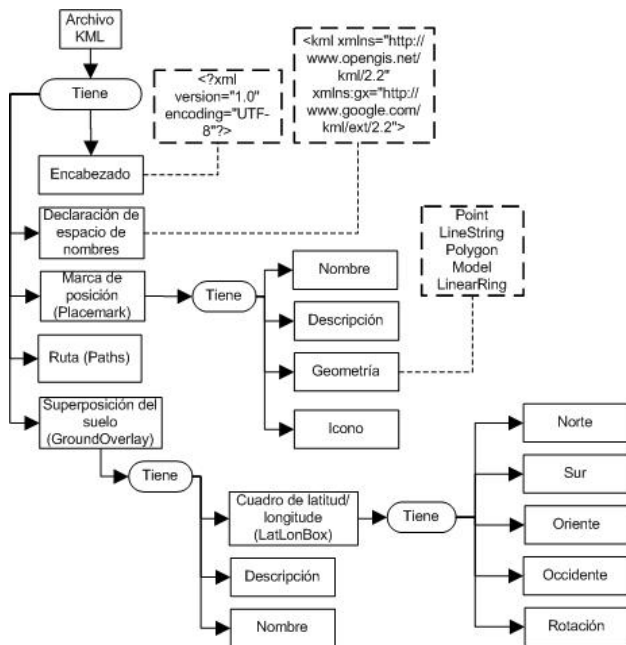 Archivo
KML
Tiene
Encabezado
<?xml
version="1.0"
encoding="UTF-
8"?>
<kml xmlns="http://
www.opengis.net/
kml/2.2"
xmlns:gx="http://
www.google.com/
kml/ext/2.2">
Declaración de
espacio de
nombres
Marca de
posición
(Placemark)
Tiene
Nombre
Descripción
Geometría
Icono
Point
LineString
Polygon
Model
LinearRing
Ruta (Paths)
Superposición del
suelo
(GroundOverlay)
Tiene
Cuadro de latitud/
longitude
(LatLonBox)
Descripción
Nombre
Tiene
Norte
Sur
Oriente
Occidente
Rotación